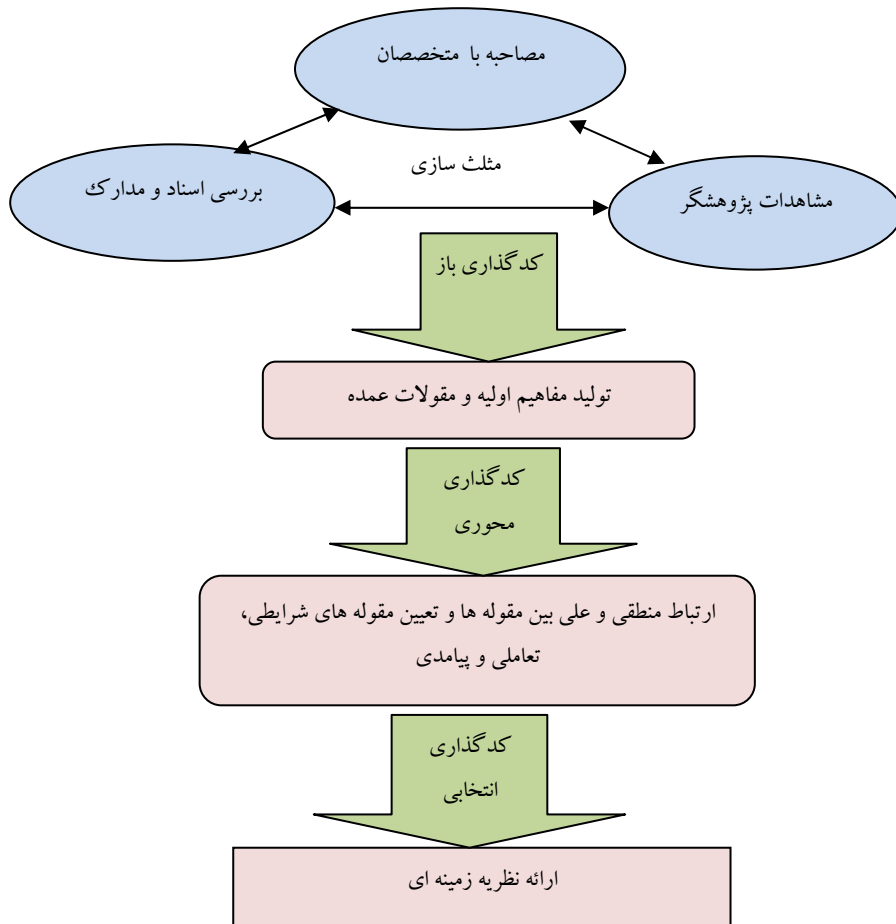 مصاحبه با متخصصان
مثلث سازی
بررسی اسناد و مدارک
مشاهدات پژوهشگر
کدگذاری باز
تولید مفاهیم اولیه و مقولات عمده
کدگذاری
محوری
ارتباط منطقی و علی بین مقوله ها و تعیین مقوله های شرایطی،
تعاملی و پیامدی
کدگذاری
انتخابی
ارائه نظریه زمینه ای